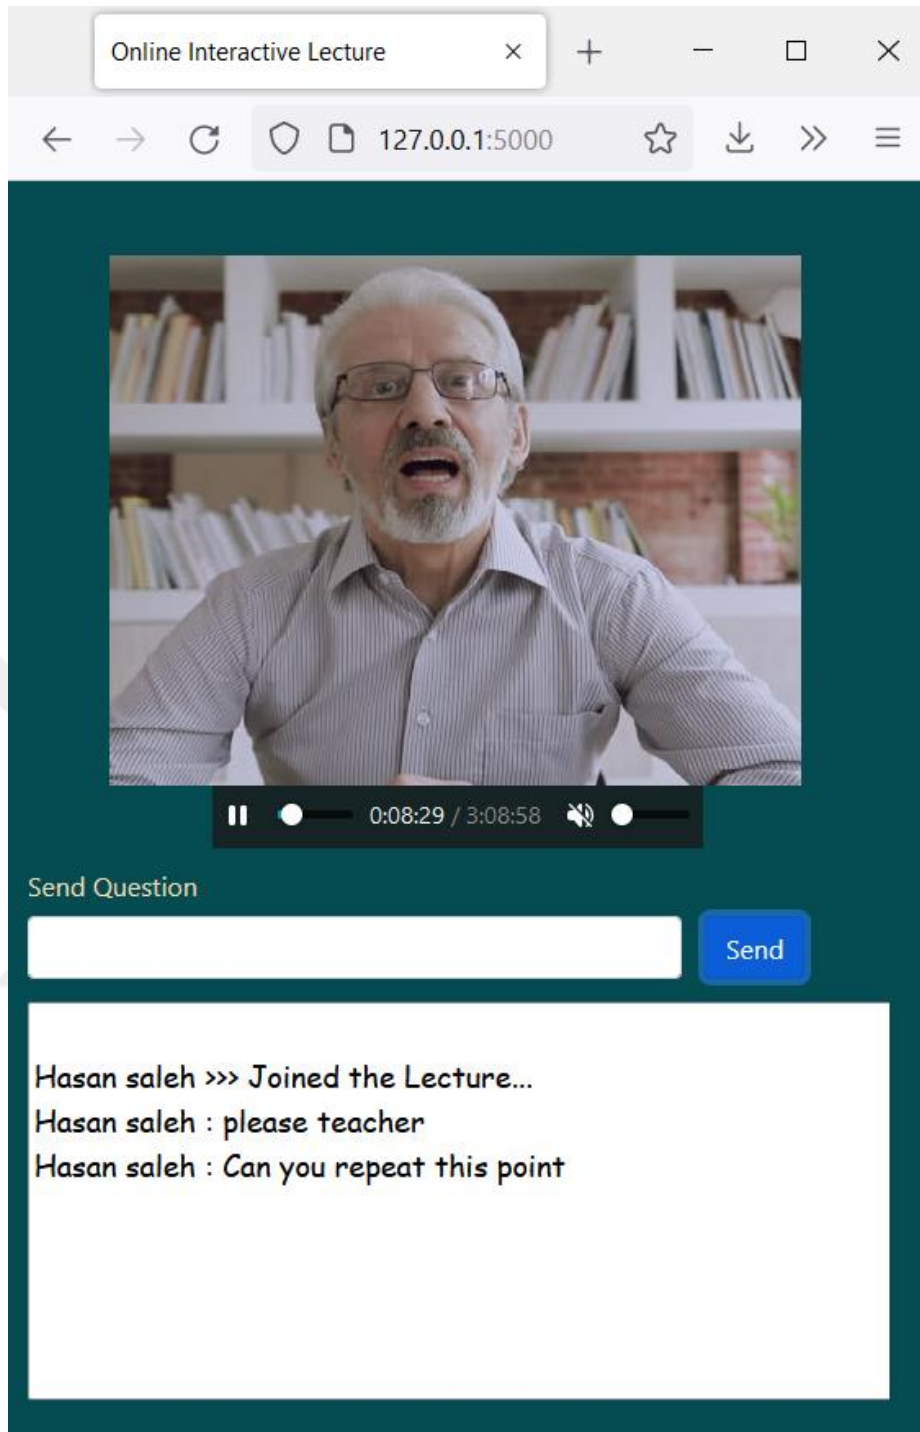 Online Interactive Lecture
127.0.0.1:5000
0:08:29 / 3:08:58
Send Question
Send
Hasan saleh >>> Joined the Lecture...
Hasan saleh : please teacher
Hasan saleh : Can you repeat this point